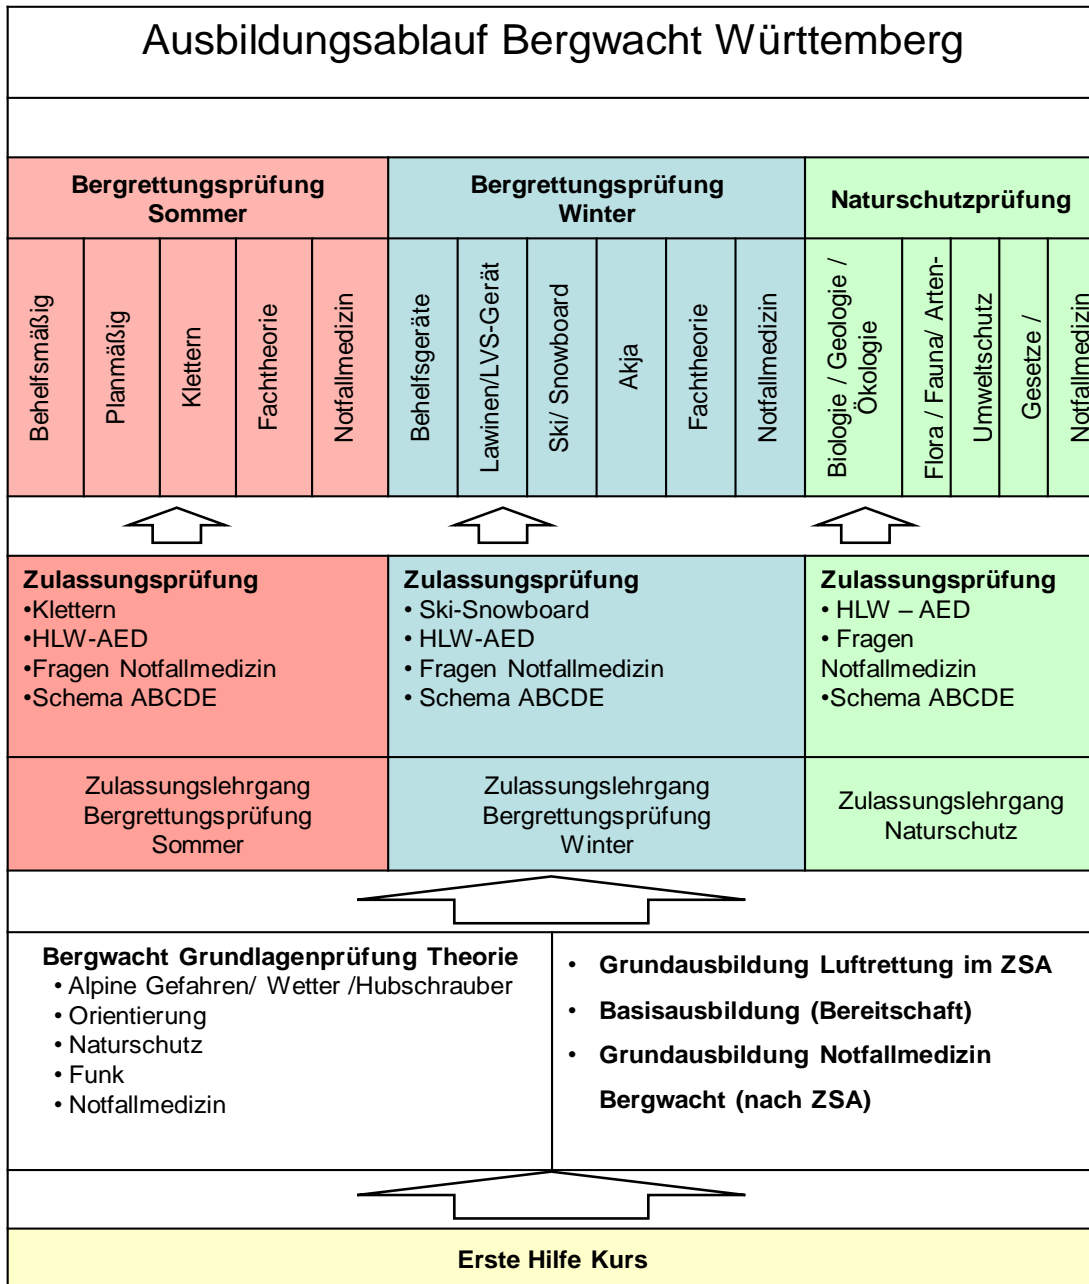 Ausbildungsablauf Bergwacht Württemberg
Bergrettungsprüfung
Sommer
Bergrettungsprüfung
Winter
Naturschutzprüfung
Behelfsmäßig
Planmäßig
Klettern
Fachtheorie
Notfallmedizin
Behelfsgeräte
Lawinen/LVS-Gerät
Ski/ Snowboard
Akja
Fachtheorie
Notfallmedizin
Biologie / Geologie /
Ökologie
Flora / Fauna/ Arten-
Umweltschutz
Gesetze /
Notfallmedizin
Zulassungsprüfung
•Klettern
•HLW-AED
•Fragen Notfallmedizin
•Schema ABCDE
Zulassungsprüfung
• Ski-Snowboard
• HLW-AED
• Fragen Notfallmedizin
• Schema ABCDE
Zulassungsprüfung
• HLW – AED
• Fragen
Notfallmedizin
•Schema ABCDE
Zulassungslehrgang
Bergrettungsprüfung
Sommer
Zulassungslehrgang
Bergrettungsprüfung
Winter
Zulassungslehrgang
Naturschutz
Bergwacht Grundlagenprüfung Theorie
• Alpine Gefahren/ Wetter /Hubschrauber
• Orientierung
• Naturschutz
• Funk
• Notfallmedizin
• Grundausbildung Luftrettung im ZSA
• Basisausbildung (Bereitschaft)
• Grundausbildung Notfallmedizin
Bergwacht (nach ZSA)
Erste Hilfe Kurs